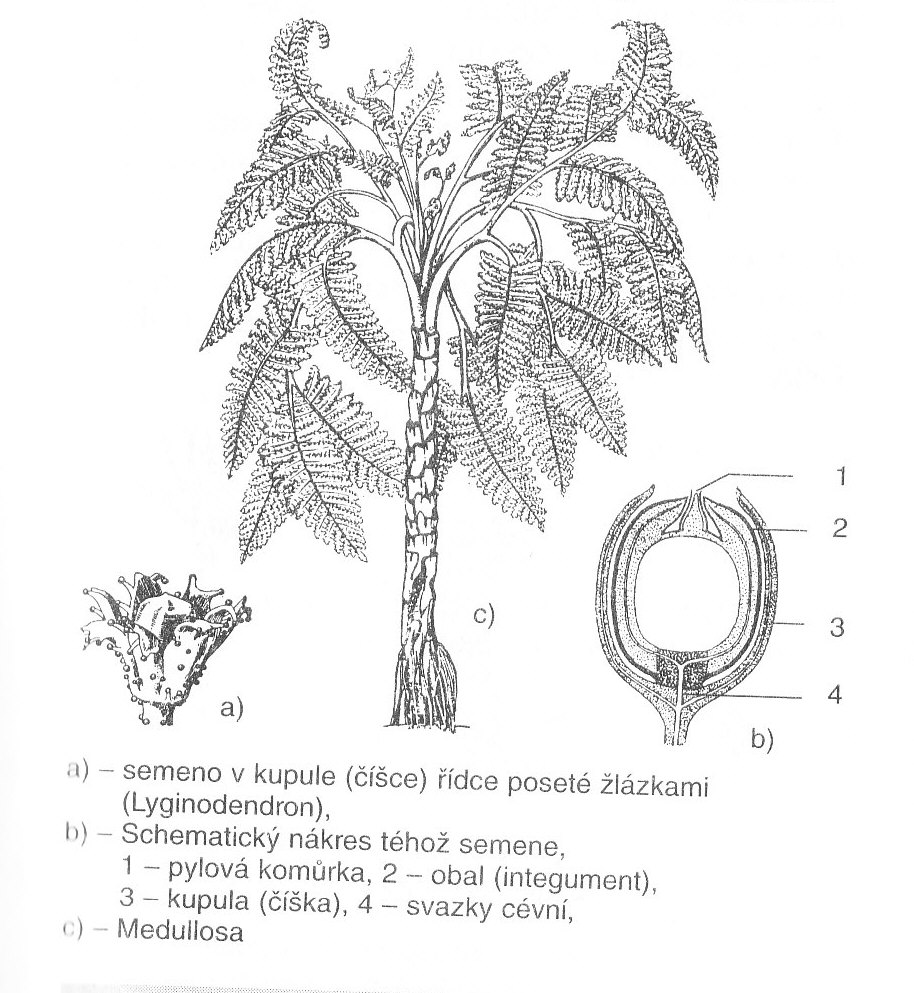 1
2
3
4
c)
a)
b)
a) – semeno v kupule (číšce) řídce poseté žlázkami
(Lyginodendron),
b) – Schematický nákres téhož semene,
1 – pylová komůrka, 2 – obal (integument),
3 – kupula (číška), 4 – svazky cévní,
c) – Medullosa